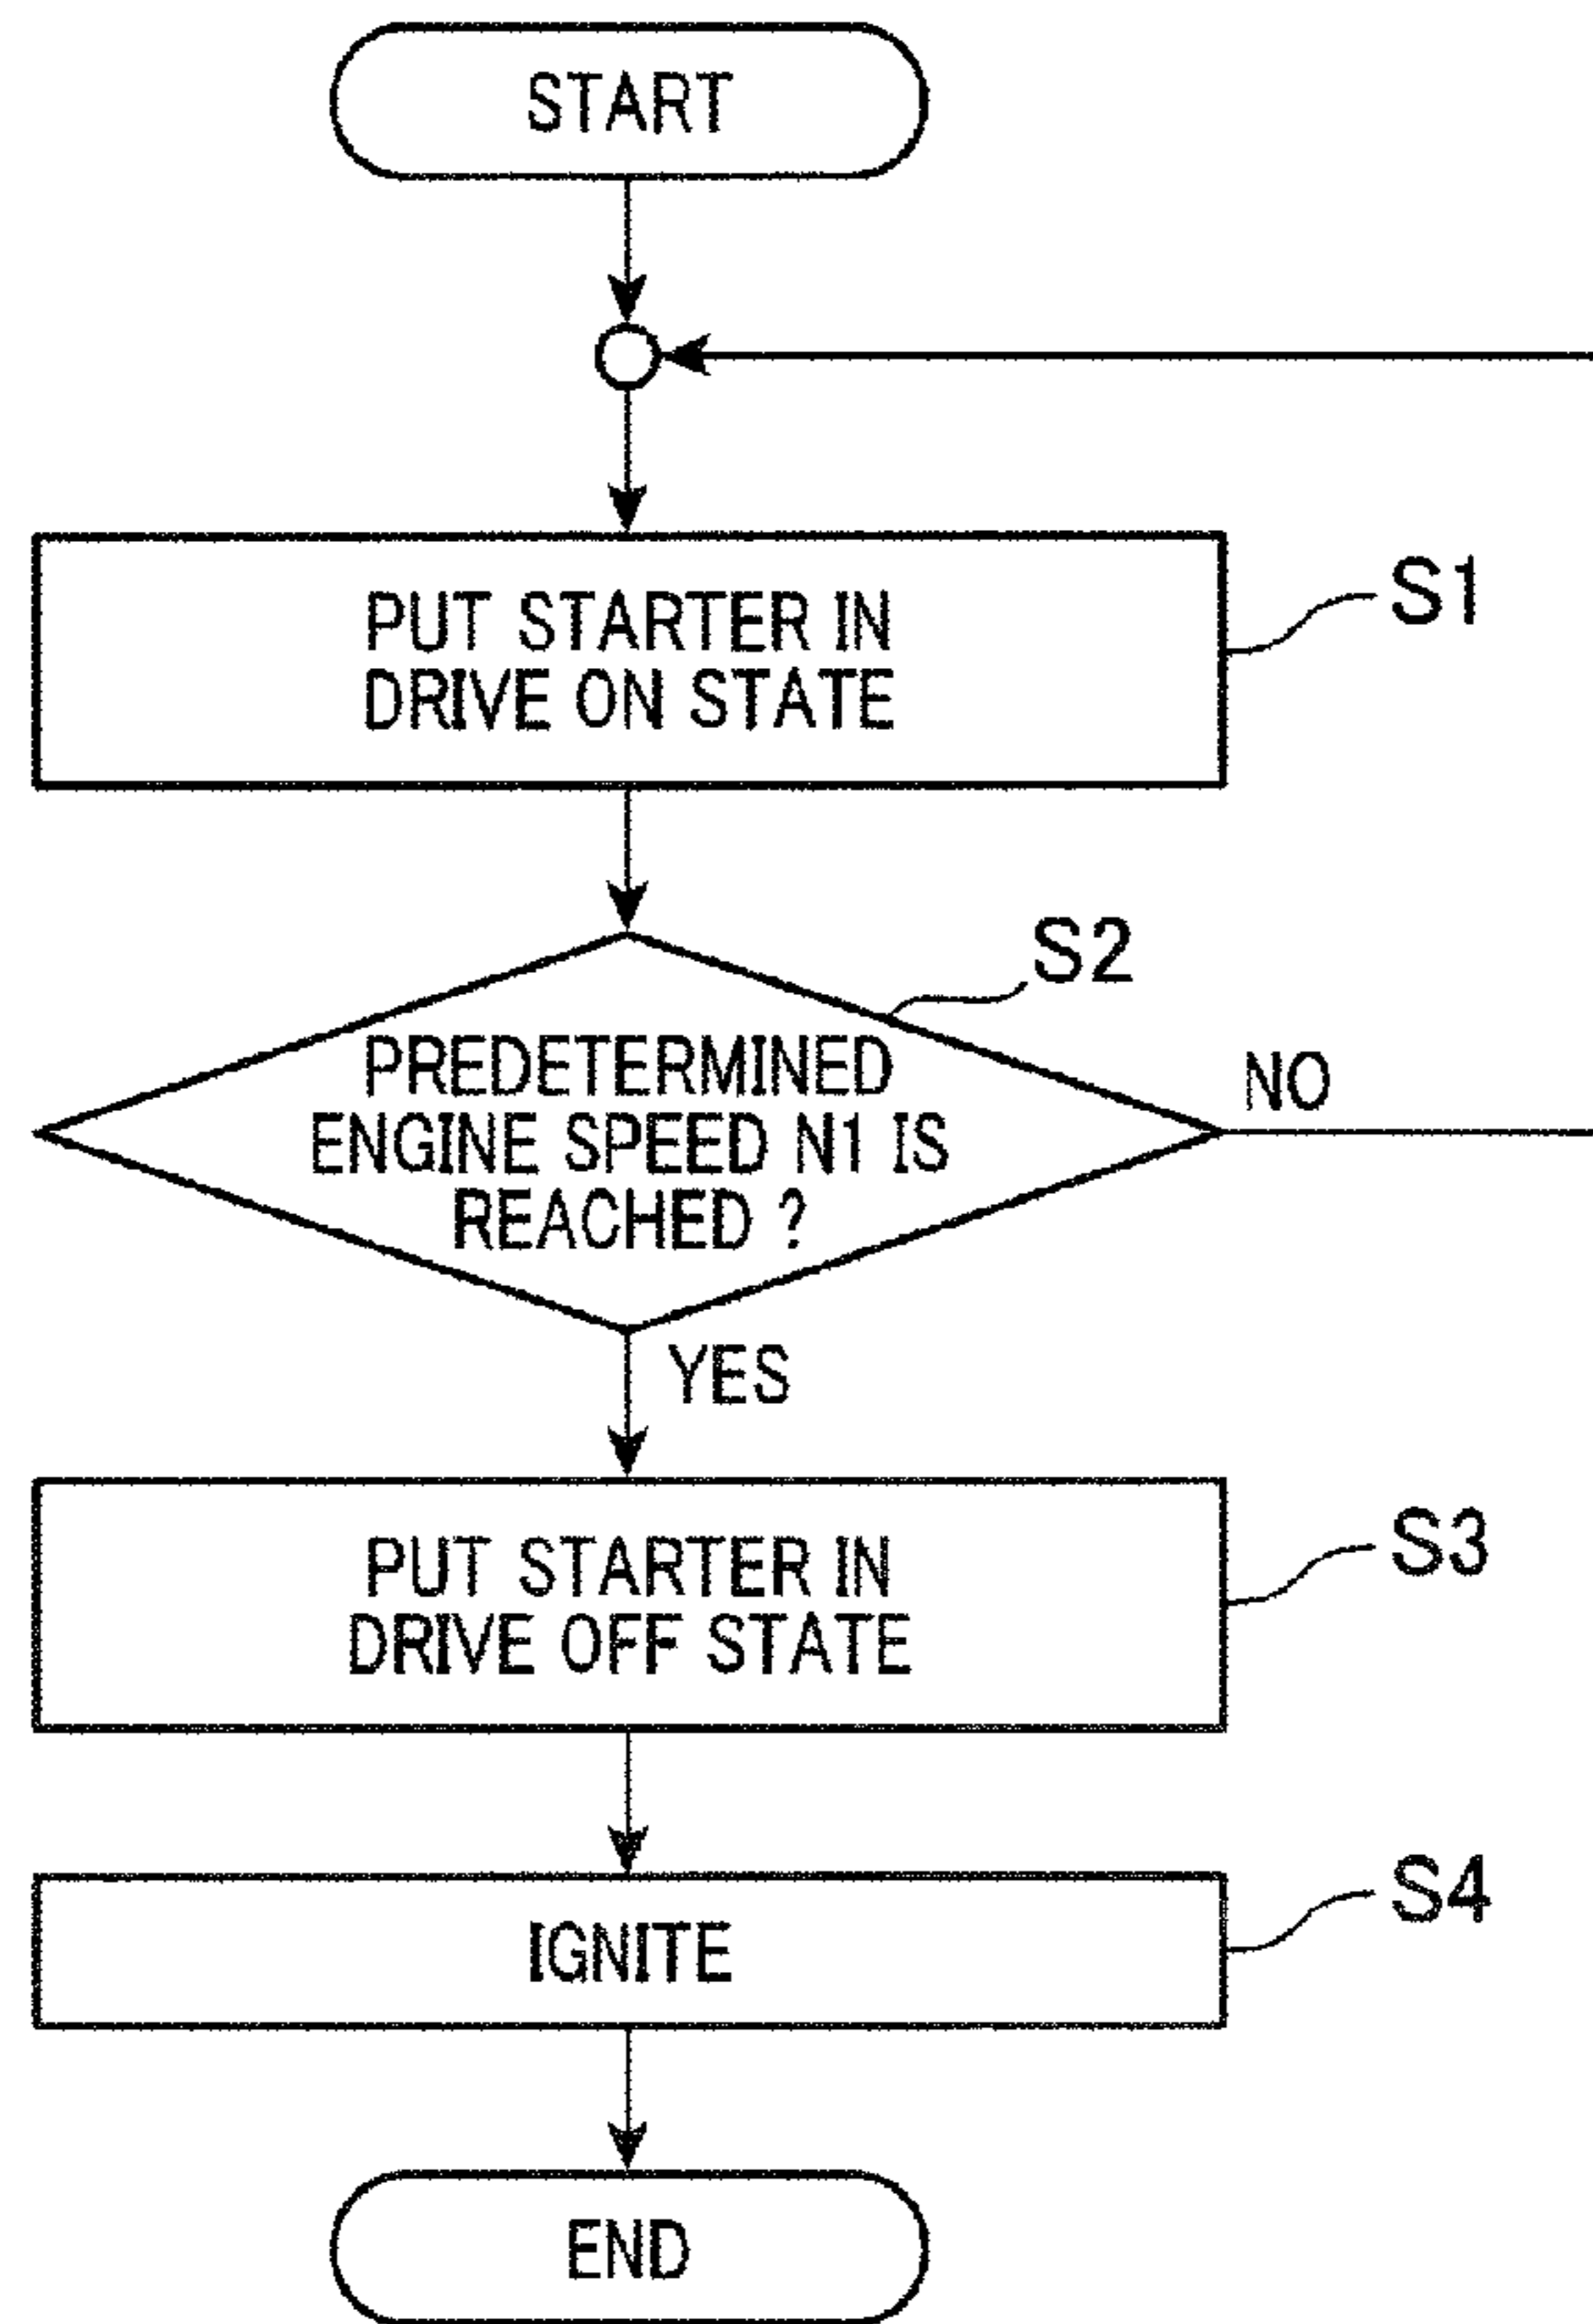 START
PUT STARTER IN
DRIVE ON STATE
S1
S2
PREDETERMINED
ENGINE SPEED N1 IS
REACHED ?
NO
YES
PUT STARTER IN
DRIVE OFF STATE
S3
IGNITE
S4
END